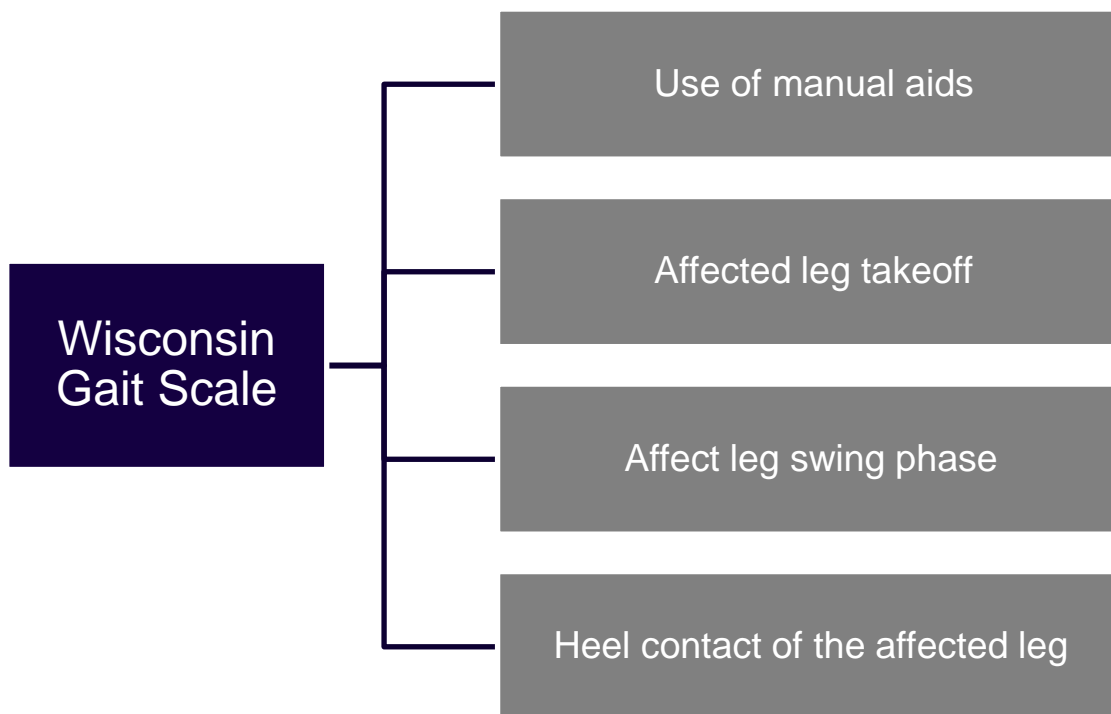 Use of manual aids
Affected leg takeoff
Wisconsin
Gait Scale
Affect leg swing phase
Heel contact of the affected leg